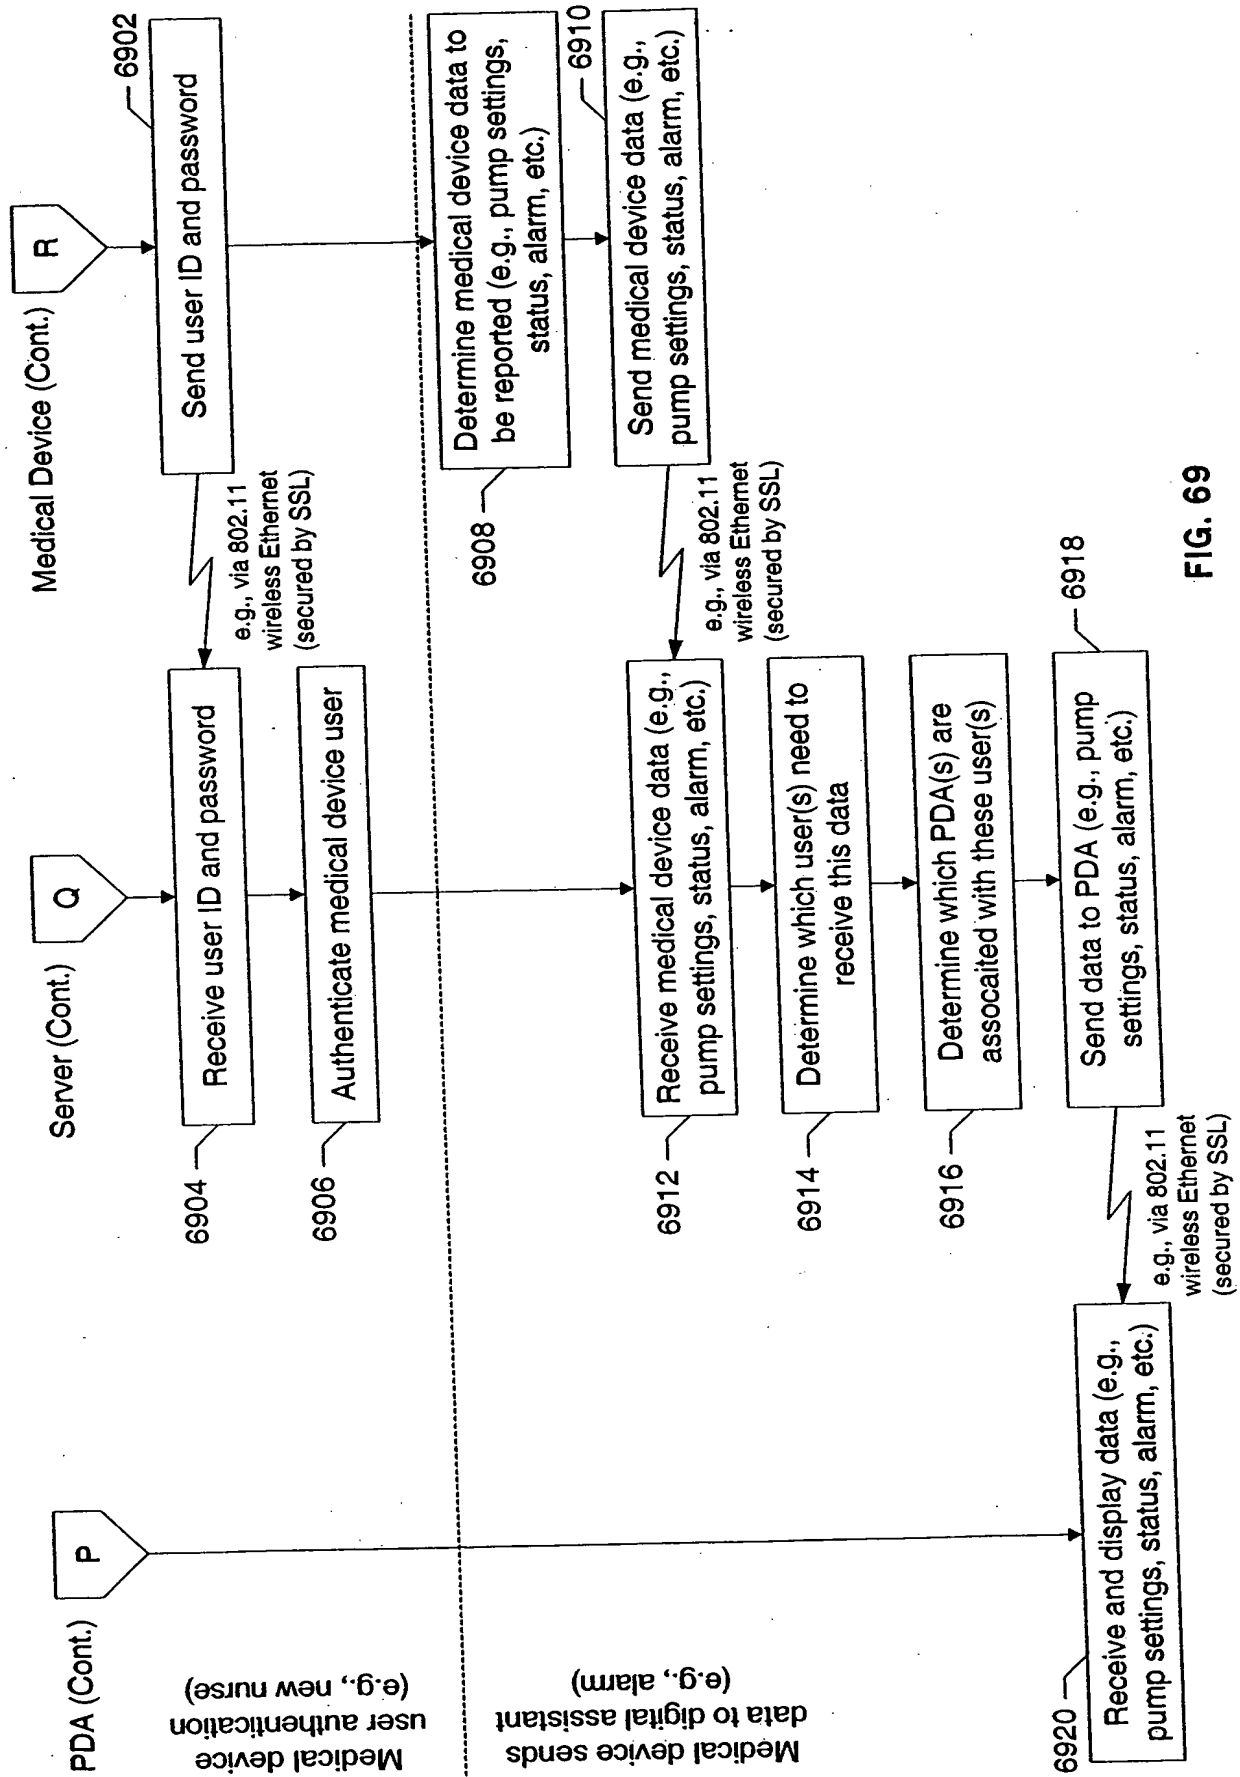 PDA (Cont.)
Server (Cont.)
Medical Device (Cont.)
P
Q
R
Medical device
user authentication
(e.g., new nurse)
6902
Send user ID and password
e.g., via 802.11
wireless Ethernet
(secured by SSL)
6904
Receive user ID and password
6906
Authenticate medical device user
Medical device sends
data to digital assistant
(e.g., alarm)
6908
Determine medical device data to
be reported (e.g., pump settings,
status, alarm, etc.)
6910
Send medical device data (e.g.,
pump settings, status, alarm, etc.)
e.g., via 802.11
wireless Ethernet
(secured by SSL)
6912
Receive medical device data (e.g.,
pump settings, status, alarm, etc.)
6914
Determine which user(s) need to
receive this data
6916
Determine which PDA(s) are
assocaited with these user(s)
6918
Send data to PDA (e.g., pump
settings, status, alarm, etc.)
e.g., via 802.11
wireless Ethernet
(secured by SSL)
6920
Receive and display data (e.g.,
pump settings, status, alarm, etc.)
FIG. 69